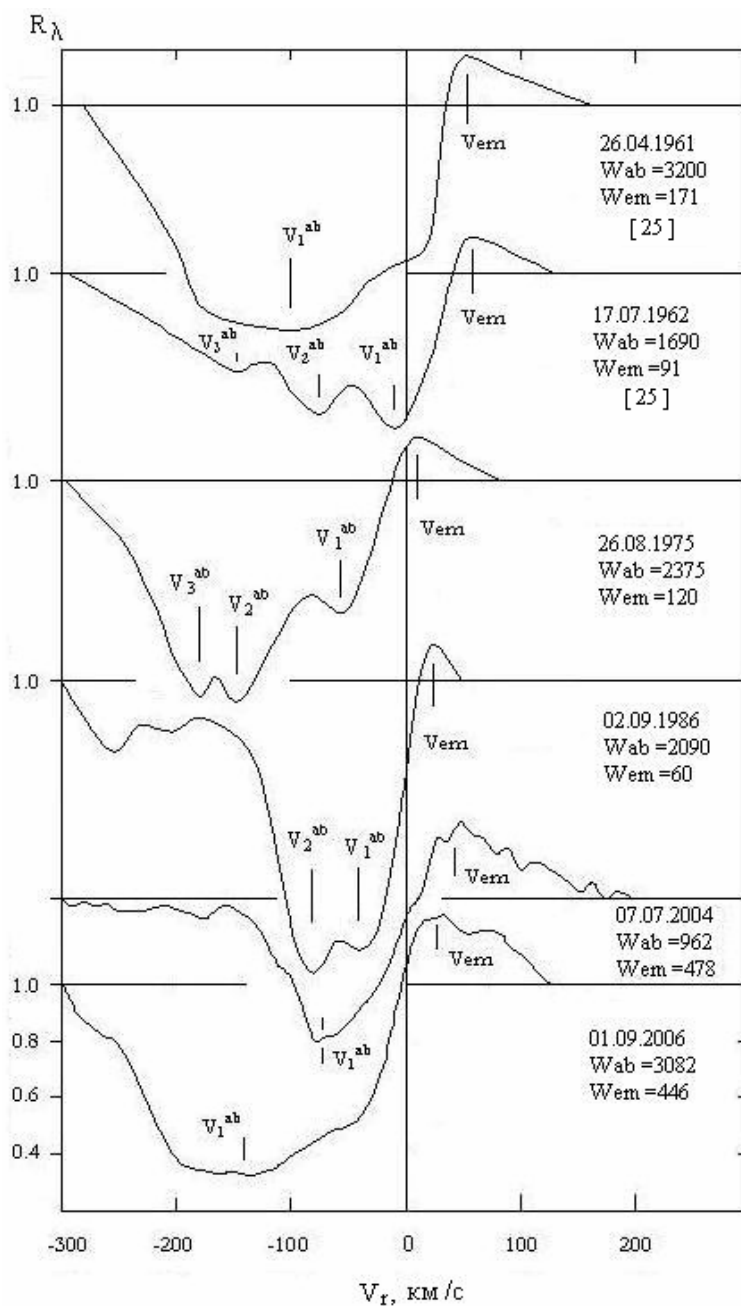 R λ
1.0
Vem
26.04.1961
Wab =3200
Wem =171
[ 25 ]
V₁ᵃᵇ
1.0
Vem
17.07.1962
Wab =1690
Wem =91
[ 25 ]
V₃ᵃᵇ
V₂ᵃᵇ
V₁ᵃᵇ
1.0
Vem
26.08.1975
Wab =2375
Wem =120
V₃ᵃᵇ
V₂ᵃᵇ
V₁ᵃᵇ
1.0
Vem
02.09.1986
Wab =2090
Wem =60
V₂ᵃᵇ
V₁ᵃᵇ
Vem
07.07.2004
Wab =962
Wem =478
V₁ᵃᵇ
1.0
Vem
01.09.2006
Wab =3082
Wem =446
0.8
0.6
V₁ᵃᵇ
0.4
-300 -200 -100 0 100 200
Vᵣ, км /с